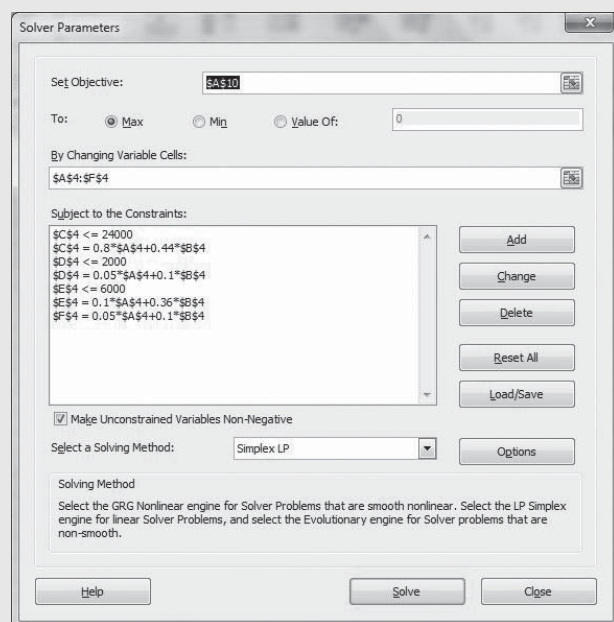 Solver Parameters
Set Objective: $A$10
To: Max Min Value Of: 0
By Changing Variable Cells:
$A$4:$F$4
Subject to the Constraints:
$C$4 <= 24000
$C$4 = 0.8*$A$4+0.44*$B$4
$D$4 <= 2000
$D$4 = 0.05*$A$4+0.1*$B$4
$E$4 <= 6000
$E$4 = 0.1*$A$4+0.36*$B$4
$F$4 = 0.05*$A$4+0.1*$B$4
Add
Change
Delete
Reset All
Load/Save
Make Unconstrained Variables Non-Negative
Select a Solving Method: Simplex LP Options
Solving Method
Select the GRG Nonlinear engine for Solver Problems that are smooth nonlinear. Select the LP Simplex
engine for linear Solver Problems, and select the Evolutionary engine for Solver problems that are
non-smooth.
Help Solve Close